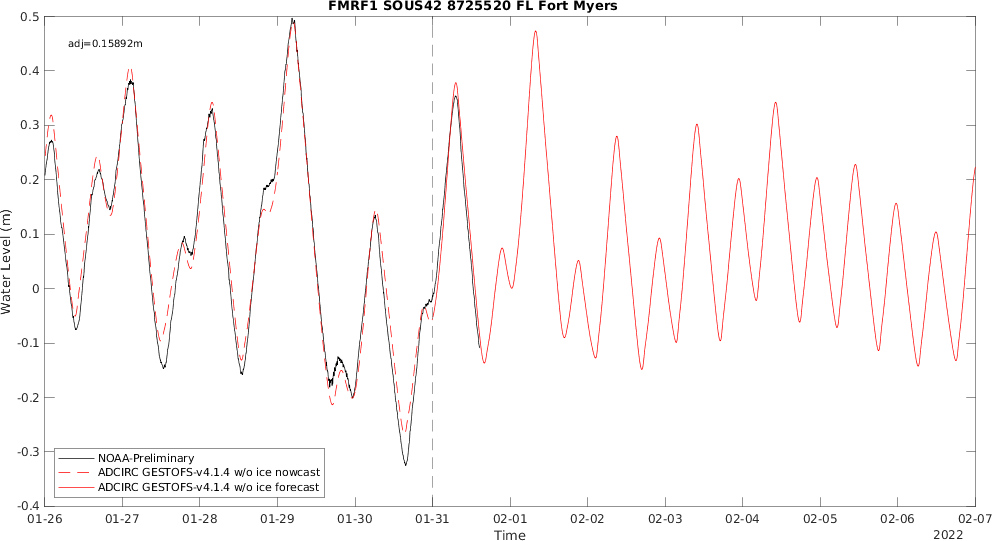 FMRF1 SOUS42 8725520 FL Fort Myers
adj=0.15892m
0.5
0.4
0.3
0.2
0.1
0
-0.1
-0.2
-0.3
-0.4
Water Level (m)
NOAA-Preliminary
ADCIRC GESTOFS-v4.1.4 w/o ice nowcast
ADCIRC GESTOFS-v4.1.4 w/o ice forecast
01-26 01-27 01-28 01-29 01-30 01-31 02-01 02-02 02-03 02-04 02-05 02-06 02-07
Time
2022